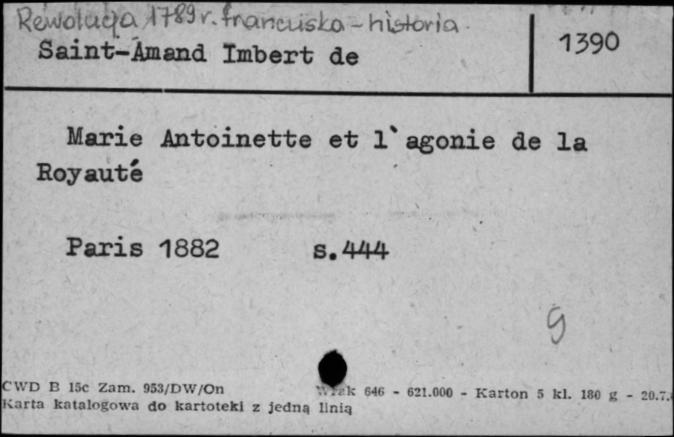 Rewolucja 1789 r. francuska - historia
Saint-Amand Imbert de
1390
Marie Antoinette et l`agonie de la
Royauté
Paris 1882 s.444
9
CWD B 15c Zam. 953/DW/On 646 - 621.000 - Karton 5 kl. 180 g - 20.7.
Karta katalogowa do kartoteki z jedną linią